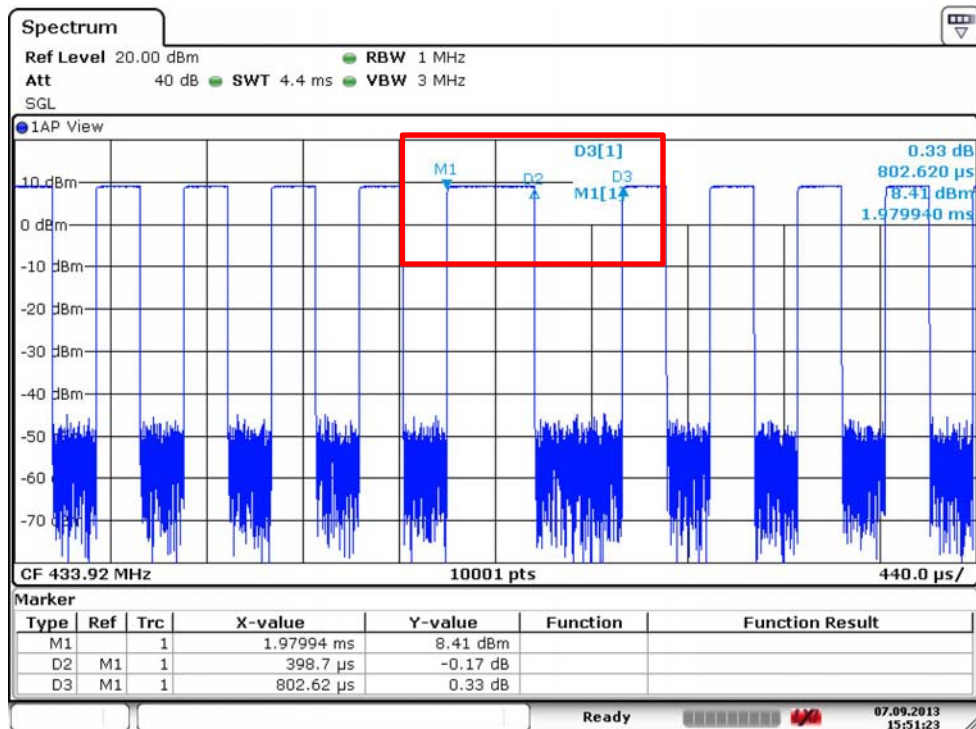 Spectrum
Ref Level 20.00 dBm RBW 1 MHz
Att 40 dB SWT 4.4 ms VBW 3 MHz
SGL
1AP View
D3[1] 0.33 dB
802.620 µs
M1 D2 D3
10 dBm M1[1] 8.41 dBm
1.979940 ms
0 dBm
-10 dBm
-20 dBm
-30 dBm
-40 dBm
-50
-60
-70
CF 433.92 MHz 10001 pts 440.0 µs/
Marker
Type Ref Trc X-value Y-value Function Function Result
M1 1 1.97994 ms 8.41 dBm
D2 M1 1 398.7 µs -0.17 dB
D3 M1 1 802.62 µs 0.33 dB
Ready 07.09.2013
15:51:23